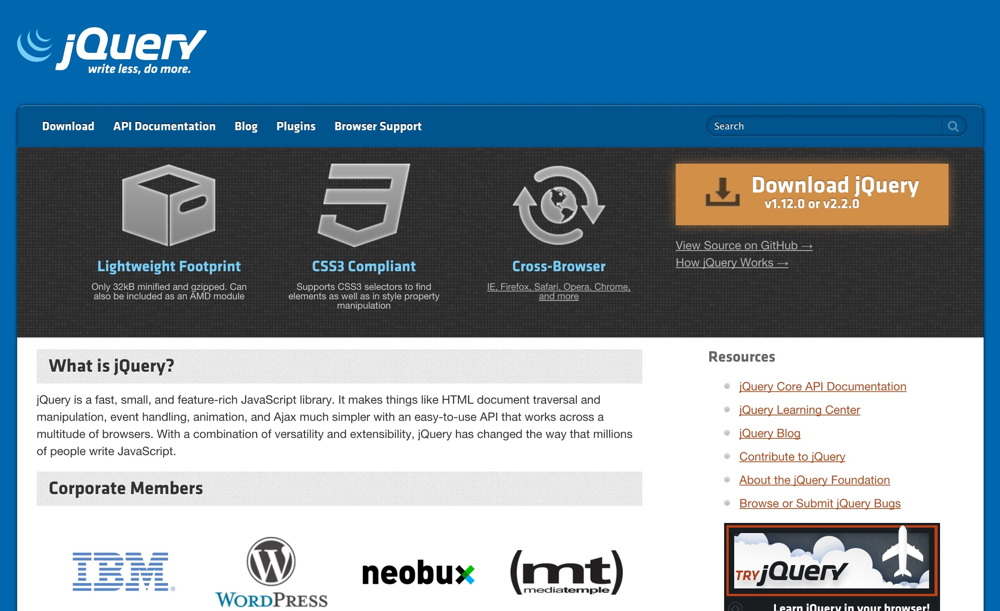 jQuery
write less, do more.
Download API Documentation Blog Plugins Browser Support Search
Lightweight Footprint
Only 32kB minified and gzipped. Can
also be included as an AMD module
CSS3 Compliant
Supports CSS3 selectors to find
elements as well as in style property
manipulation
Cross-Browser
IE, Firefox, Safari, Opera, Chrome,
and more
Download jQuery
v1.12.0 or v2.2.0
View Source on GitHub →
How jQuery Works →
What is jQuery?
jQuery is a fast, small, and feature-rich JavaScript library. It makes things like HTML document traversal and
manipulation, event handling, animation, and Ajax much simpler with an easy-to-use API that works across a
multitude of browsers. With a combination of versatility and extensibility, jQuery has changed the way that millions
of people write JavaScript.
Corporate Members
IBM®
WORDPRESS
neobux
(mt)
mediatemple
Resources
jQuery Core API Documentation
jQuery Learning Center
jQuery Blog
Contribute to jQuery
About the jQuery Foundation
Browse or Submit jQuery Bugs
TRY jQuery
Learn jQuery in your browser!